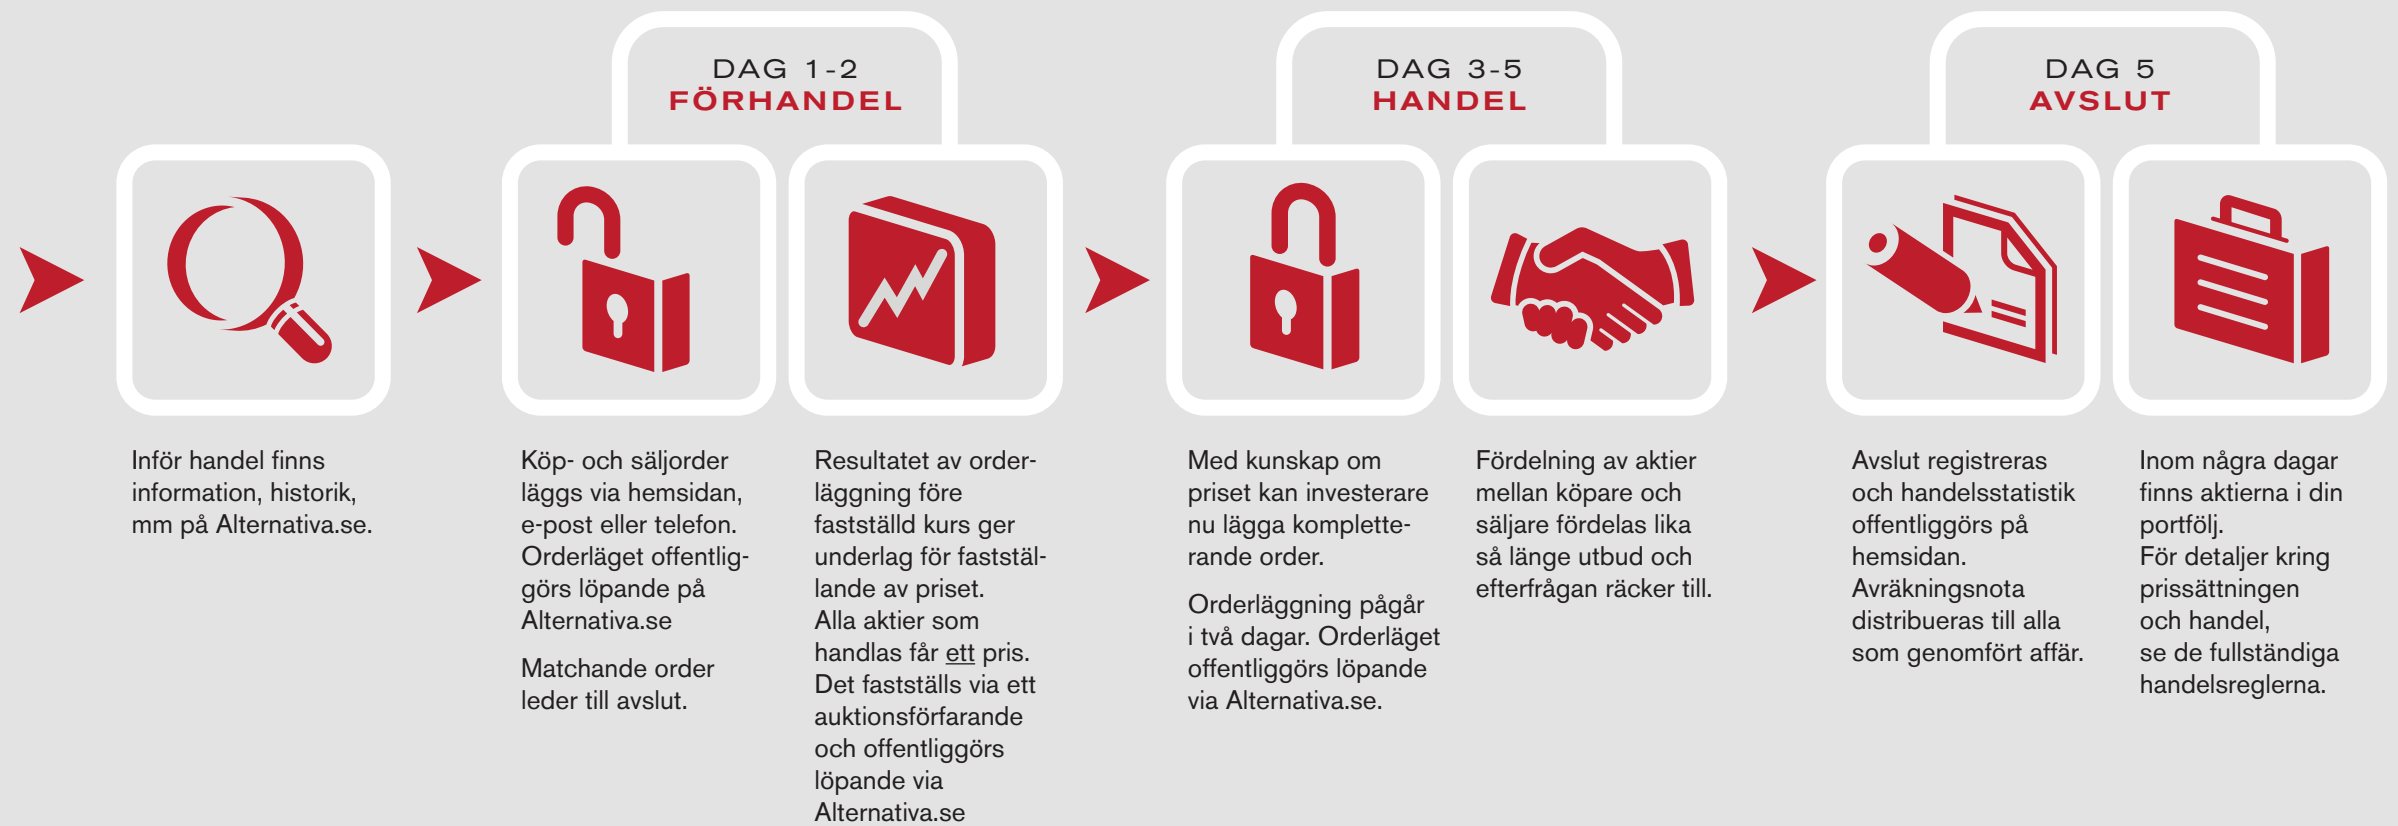 DAG 1-2
FÖRHANDEL
DAG 3-5
HANDEL
DAG 5
AVSLUT
Inför handel finns
information, historik,
mm på Alternativa.se.
Köp- och säljorder
läggs via hemsidan,
e-post eller telefon.
Orderläget offentlig-
görs löpande på
Alternativa.se
Matchande order
leder till avslut.
Resultatet av order-
läggning före
fastställd kurs ger
underlag för faststäl-
lande av priset.
Alla aktier som
handlas får ett pris.
Det fastställs via ett
auktionsförfarande
och offentliggörs
löpande via
Alternativa.se
Med kunskap om
priset kan investerare
nu lägga komplette-
rande order.
Orderläggning pågår
i två dagar. Orderläget
offentliggörs löpande
via Alternativa.se.
Fördelning av aktier
mellan köpare och
säljare fördelas lika
så länge utbud och
efterfrågan räcker till.
Avslut registreras
och handelsstatistik
offentliggörs på
hemsidan.
Avräkningsnota
distribueras till alla
som genomfört affär.
Inom några dagar
finns aktierna i din
portfölj.
För detaljer kring
prissättningen
och handel,
se de fullständiga
handelsreglerna.